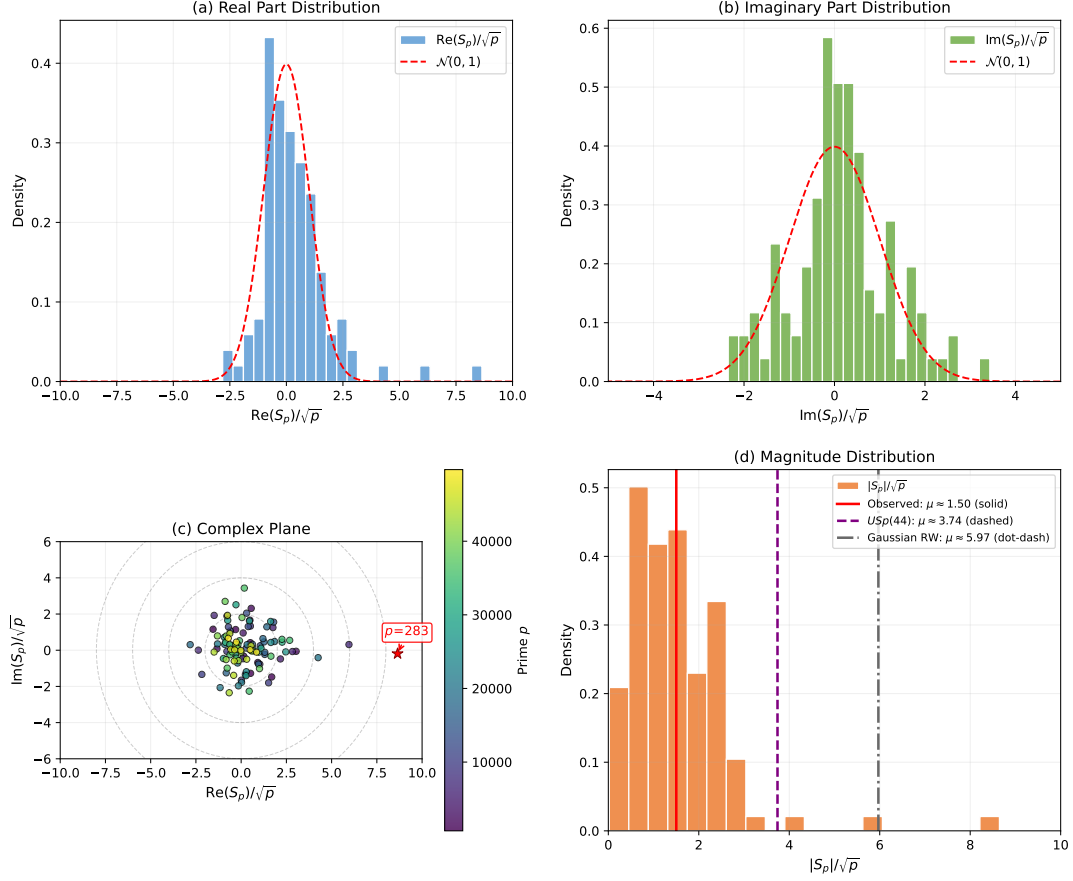 (a) Real Part Distribution
Re(S_p)/√p
𝒩(0, 1)
Density
0.0
0.1
0.2
0.3
0.4
−10.0 −7.5 −5.0 −2.5 0.0 2.5 5.0 7.5 10.0
Re(S_p)/√p
(b) Imaginary Part Distribution
Im(S_p)/√p
𝒩(0, 1)
Density
0.6
0.5
0.4
0.3
0.2
0.1
0.0
−4 −2 0 2 4
Im(S_p)/√p
(c) Complex Plane
Im(S_p)/√p
6
4
2
0
−2
−4
−6
p=283
−10.0 −7.5 −5.0 −2.5 0.0 2.5 5.0 7.5 10.0
Re(S_p)/√p
Prime p
40000
30000
20000
10000
(d) Magnitude Distribution
|S_p|/√p
Observed: μ ≈ 1.50 (solid)
USp(44): μ ≈ 3.74 (dashed)
Gaussian RW: μ ≈ 5.97 (dot-dash)
Density
0.5
0.4
0.3
0.2
0.1
0.0
0 2 4 6 8 10
|S_p|/√p